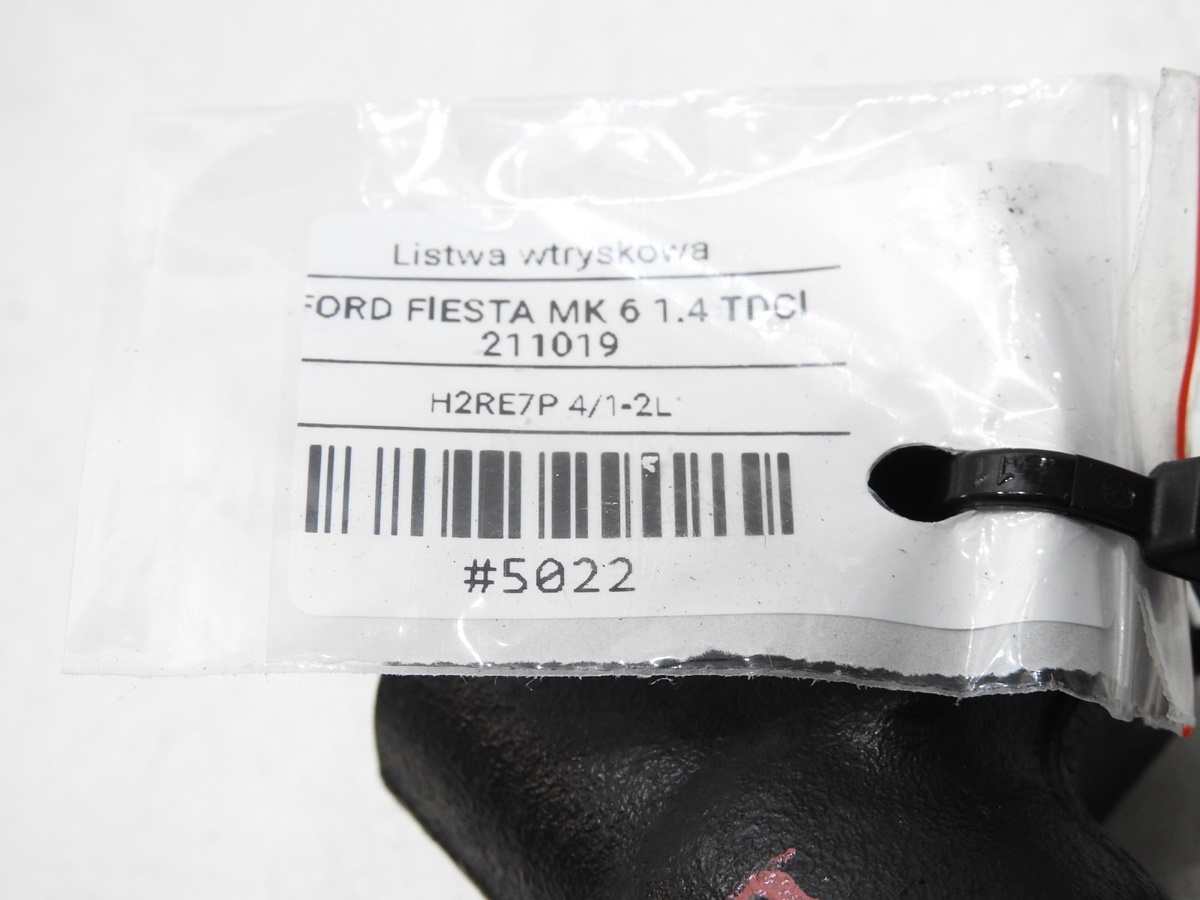 Listwa wtryskowa
FORD FIESTA MK 6 1.4 TDCI
211019
H2RE7P 4/1-2L
#5022